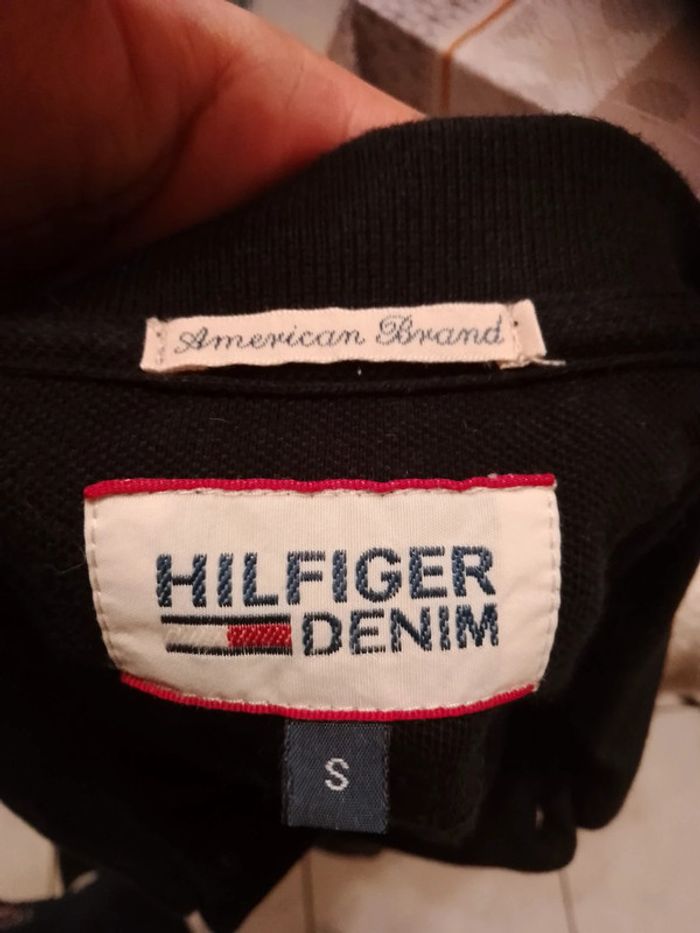 American Brand
HILFIGER
DENIM
S